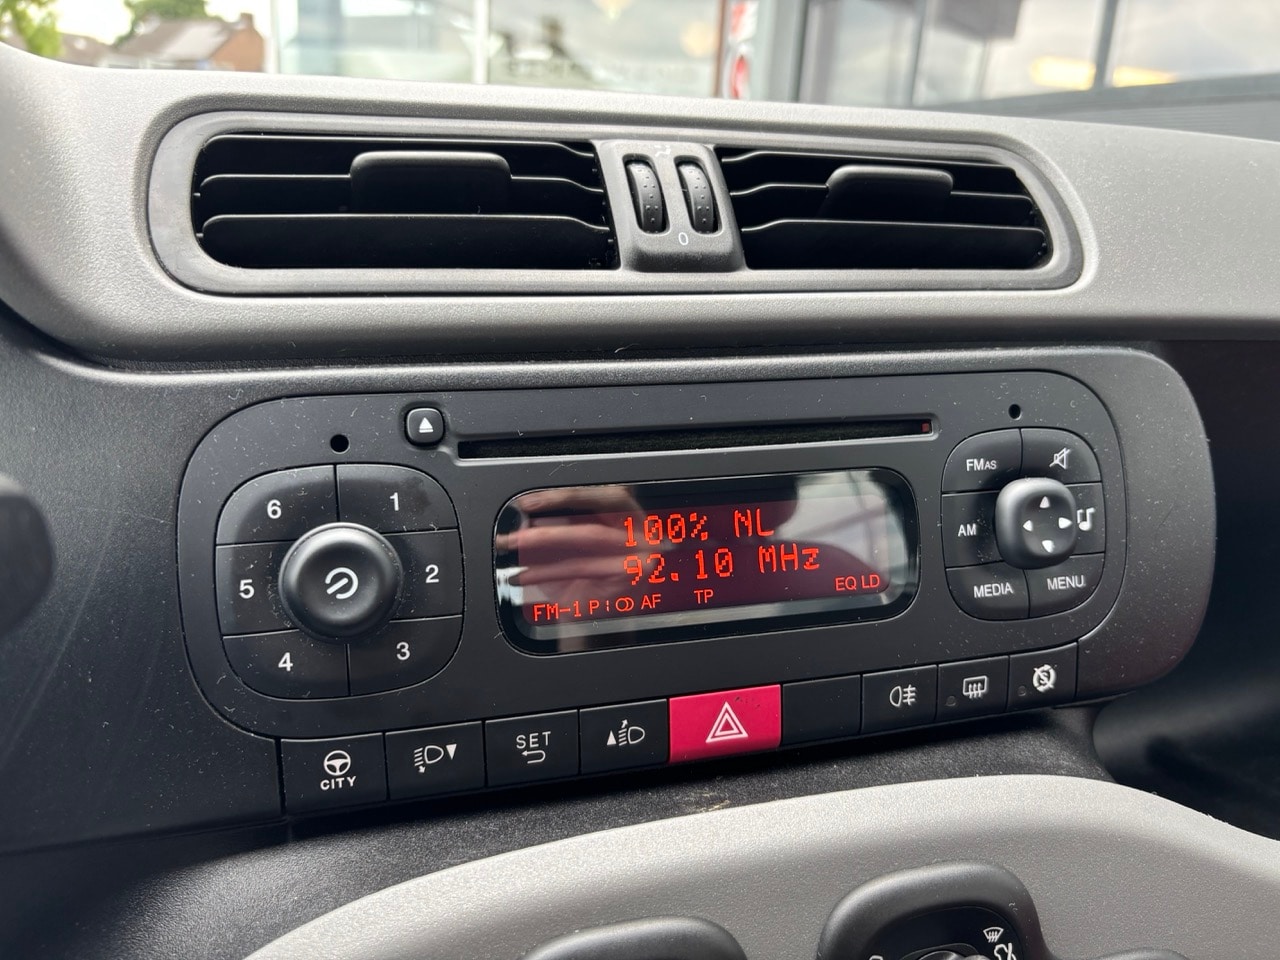 0
6
1
5
2
4
3
100% NL
92.10 MHz
FM-1 P: AF TP EQ LD
FMAS
AM
MEDIA
MENU
CITY
SET